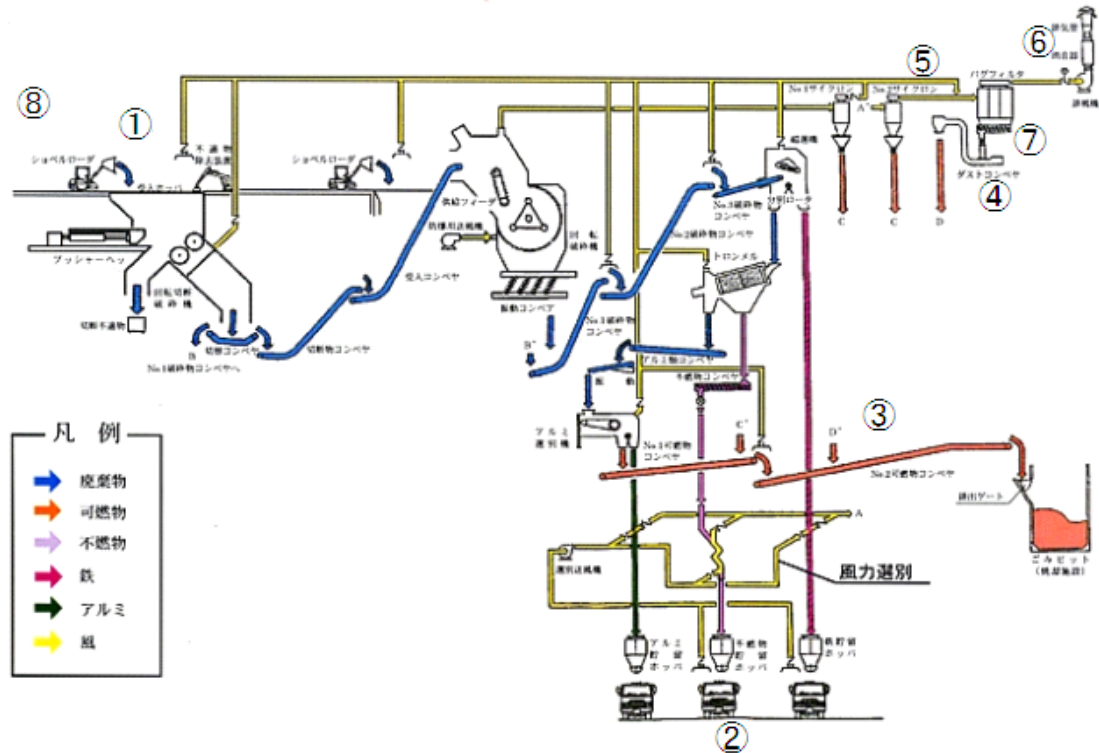 ⑥
排気管
消音器
⑤
バグフィルタ
No.1サイクロン
No.2サイクロン
A'
排風機
⑧
①
不適物
除去装置
ショベルローダ
ショベルローダ
受入ホッパ
磁選機
⑦
ダストコンベヤ
④
供給フィーダ
分別ロータ
No.3破砕物
コンベヤ
C
C
D
防爆用送風機
回転
破砕機
No.2破砕物コンベヤ
プッシャーヘッ
受入コンベヤ
トロンメル
回転切断
破砕機
振動コンベア
切断不適物
No.1破砕物
コンベヤ
B
切断コンベヤ
切断物コンベヤ
No.1破砕物コンベヤへ
B'
アルミ類コンベヤ
不燃物コンベヤ
振動
凡例
廃棄物
可燃物
不燃物
鉄
アルミ
風
アルミ
選別機
C'
D'
③
No.1可燃物
コンベヤ
No.2可燃物コンベヤ
排出ゲート
A
ごみピット
(焼却施設)
選別送風機
風力選別
アルミ
貯留
ホッパ
不燃物
貯留
ホッパ
鉄貯留
ホッパ
②